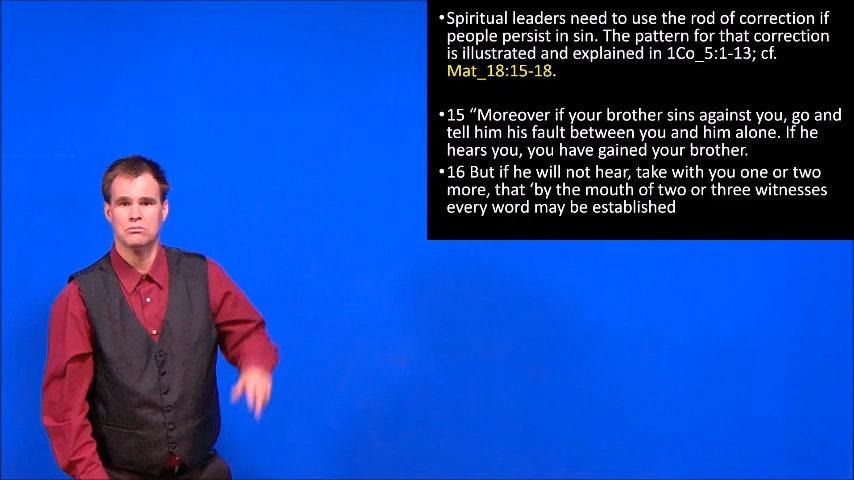 •Spiritual leaders need to use the rod of correction if
people persist in sin. The pattern for that correction
is illustrated and explained in 1Co_5:1-13; cf.
Mat_18:15-18.
•15 “Moreover if your brother sins against you, go and
tell him his fault between you and him alone. If he
hears you, you have gained your brother.
•16 But if he will not hear, take with you one or two
more, that ‘by the mouth of two or three witnesses
every word may be established